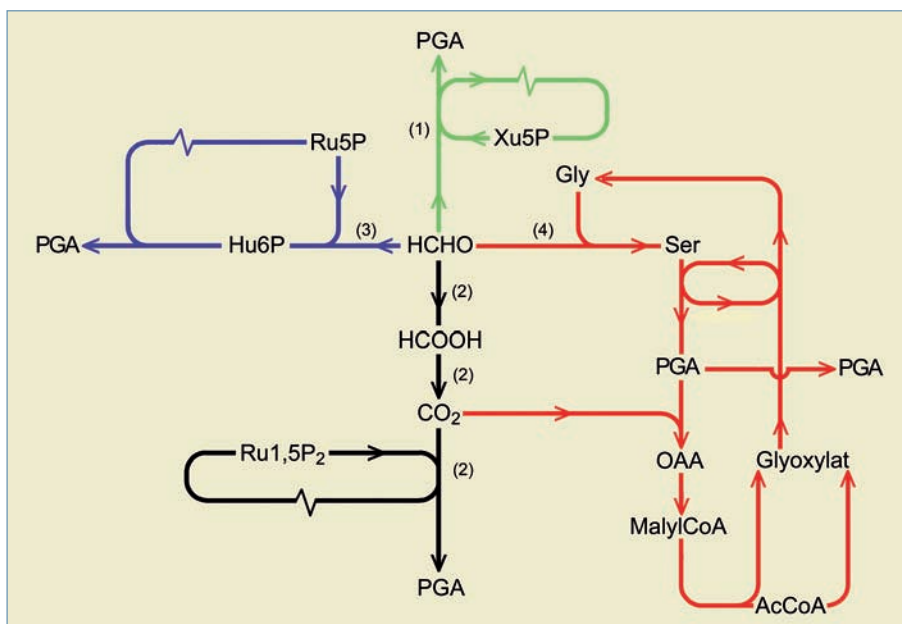 PGA
(1)
Xu5P
Ru5P
Gly
PGA
Hu6P
(3)
HCHO
(4)
Ser
(2)
HCOOH
(2)
PGA
PGA
CO₂
Ru1,5P₂
(2)
OAA
Glyoxylat
MalylCoA
PGA
AcCoA